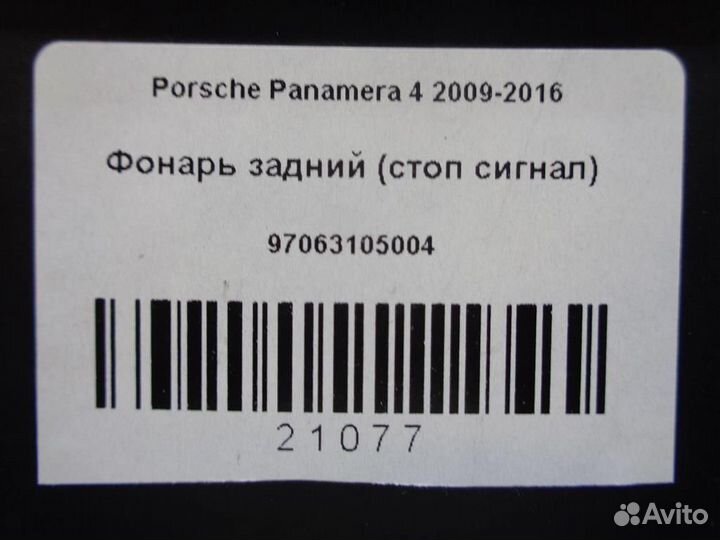 Porsche Panamera 4 2009-2016
Фонарь задний (стоп сигнал)
97063105004
21077
Avito